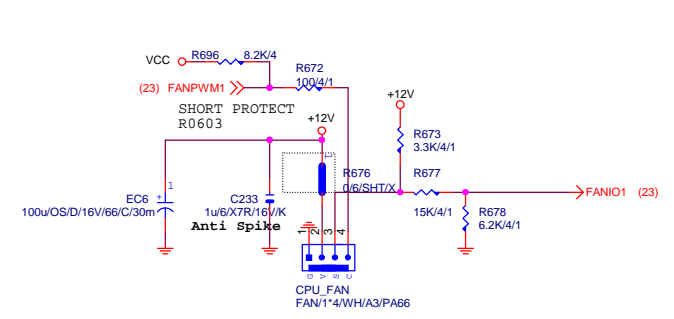 VCC
R696
8.2K/4
R672
100/4/1
(23) FANPWM1
+12V
SHORT PROTECT
R0603
+12V
R673
3.3K/4/1
1
R676
0/6/SHT/X
R677
15K/4/1
FANIO1 (23)
1
+
EC6
100u/OS/D/16V/66/C/30m
C233
1u/6/X7R/16V/K
Anti Spike
R678
6.2K/4/1
1 2 3 4
G V S C
CPU_FAN
FAN/1*4/WH/A3/PA66